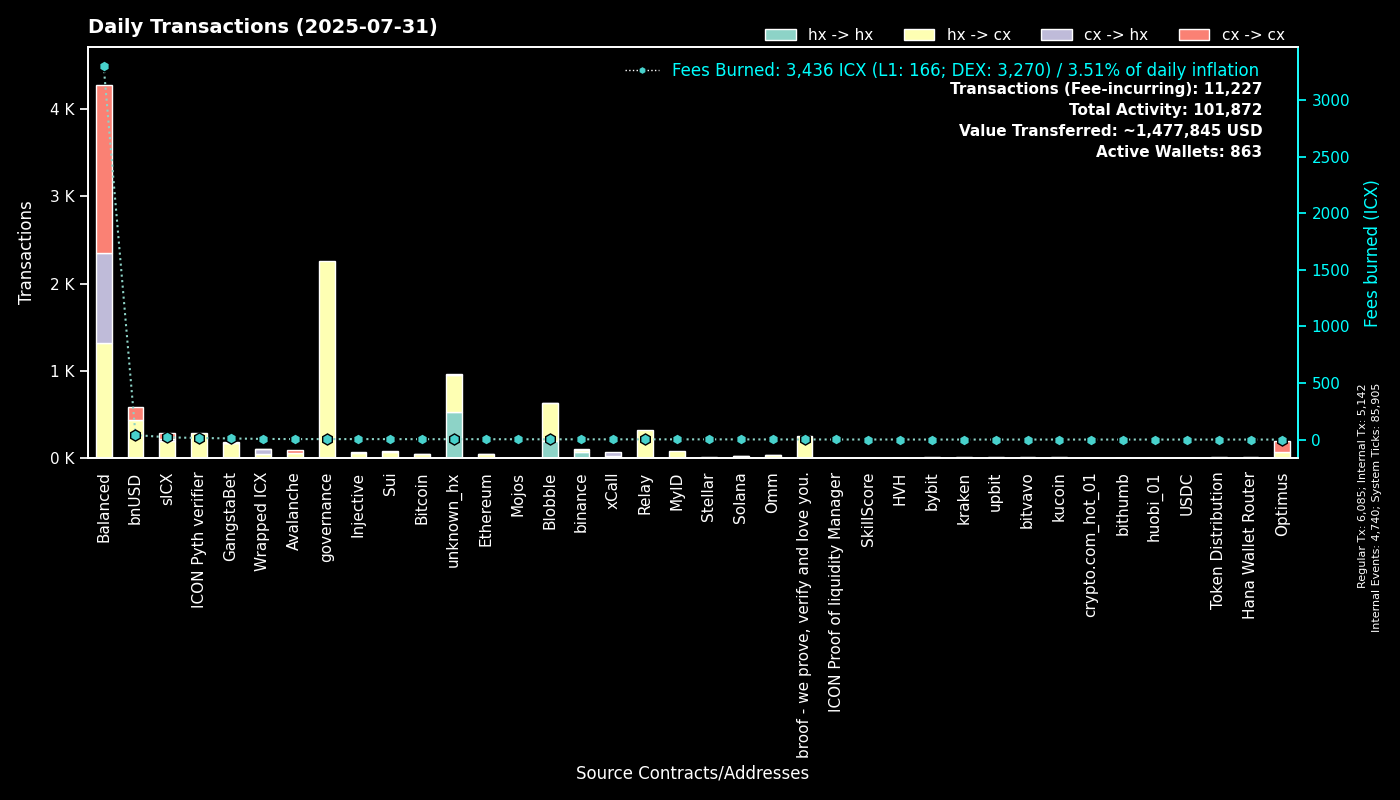 Daily Transactions (2025-07-31)
hx -> hx
hx -> cx
cx -> hx
cx -> cx
Fees Burned: 3,436 ICX (L1: 166; DEX: 3,270) / 3.51% of daily inflation
Transactions (Fee-incurring): 11,227
Total Activity: 101,872
Value Transferred: ~1,477,845 USD
Active Wallets: 863
Transactions
4 K
3 K
2 K
1 K
0 K
3000
2500
2000
1500
1000
500
0
Fees burned (ICX)
Regular Tx: 6,085; Internal Tx: 5,142
Internal Events: 4,740; System Ticks: 85,905
Balanced
bnUSD
sICX
ICON Pyth verifier
GangstaBet
Wrapped ICX
Avalanche
governance
Injective
Sui
Bitcoin
unknown_hx
Ethereum
Mojos
Blobble
binance
xCall
Relay
MyID
Stellar
Solana
Omm
broof - we prove, verify and love you.
ICON Proof of liquidity Manager
SkillScore
HVH
bybit
kraken
upbit
bitvavo
kucoin
crypto.com_hot_01
bithumb
huobi_01
USDC
Token Distribution
Hana Wallet Router
Optimus
Source Contracts/Addresses